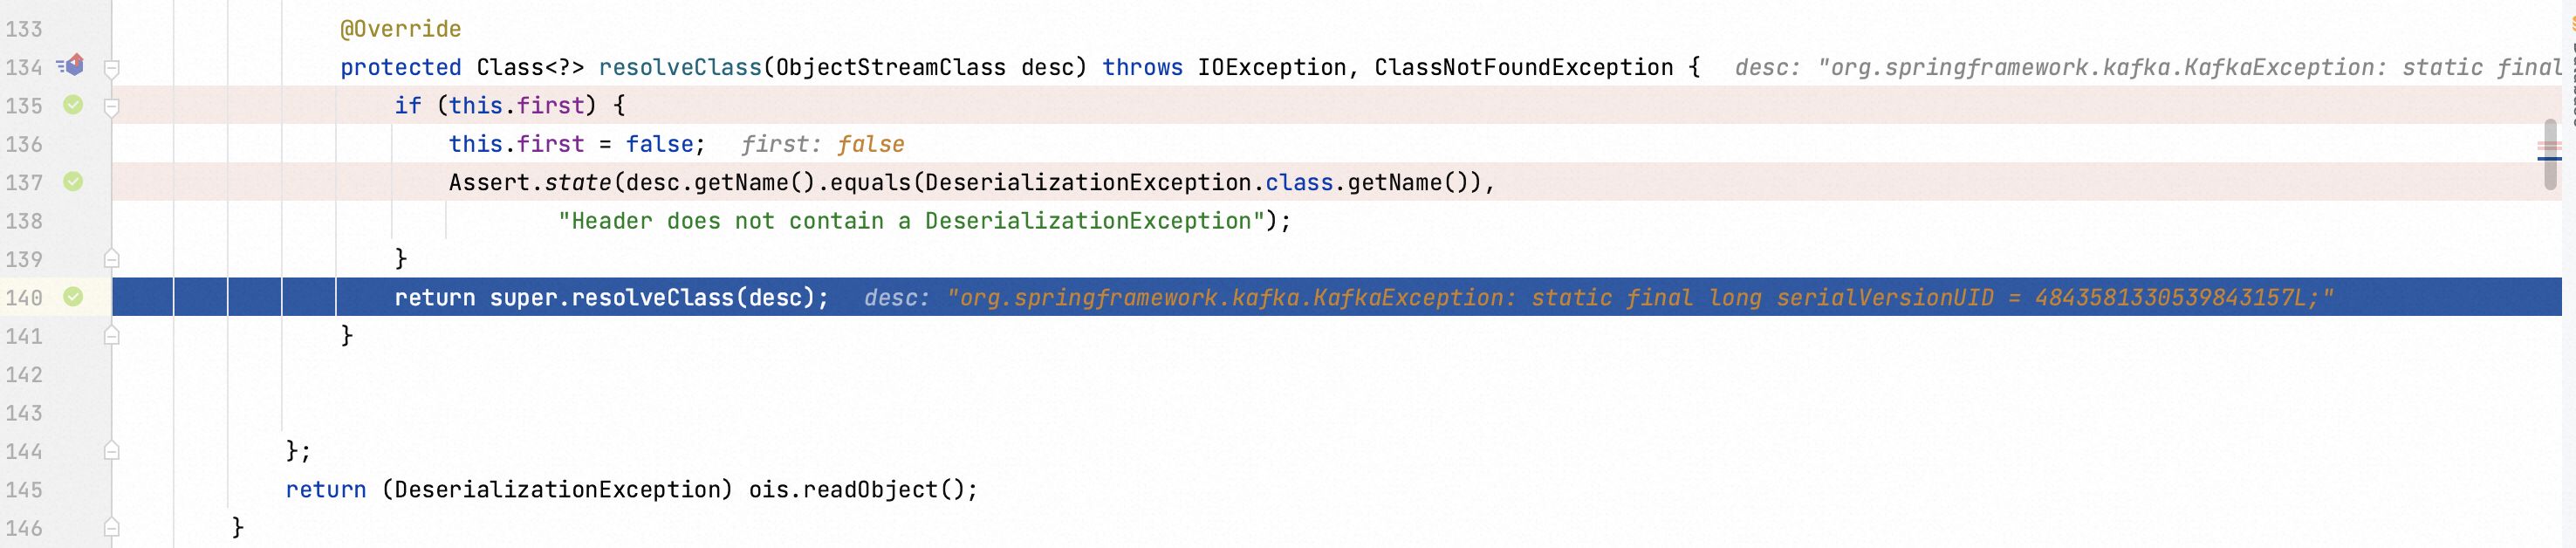 133 @Override
134 protected Class<?> resolveClass(ObjectStreamClass desc) throws IOException, ClassNotFoundException { desc: "org.springframework.kafka.KafkaException: static final
135 if (this.first) {
136 this.first = false; first: false
137 Assert.state(desc.getName().equals(DeserializationException.class.getName()),
138 "Header does not contain a DeserializationException");
139 }
140 return super.resolveClass(desc); desc: "org.springframework.kafka.KafkaException: static final long serialVersionUID = 4843581330539843157L;"
141 }
142
143
144 };
145 return (DeserializationException) ois.readObject();
146 }